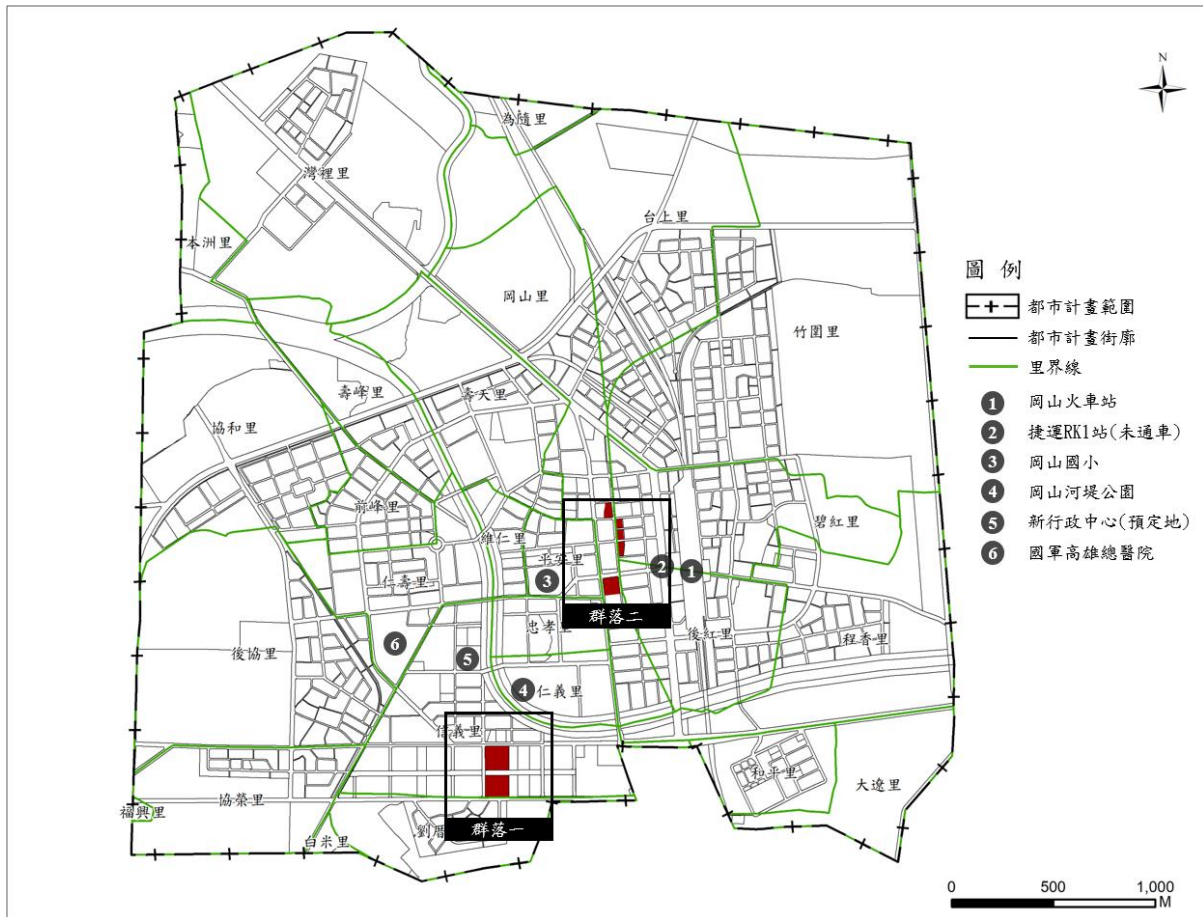 N
為隨里
灣裡里
台上里
本洲里
岡山里
竹圍里
壽峰里
壽天里
協和里
前峰里
碧紅里
維仁里
平安里
仁壽里
2
1
3
群落二
忠孝里
後紅里
程香里
6
後協里
5
4
仁義里
信義里
和平里
大遼里
協榮里
福興里
劉厝
群落一
白米里
圖 例
都市計畫範圍
都市計畫街廓
里界線
1 岡山火車站
2 捷運RK1站(未通車)
3 岡山國小
4 岡山河堤公園
5 新行政中心(預定地)
6 國軍高雄總醫院
0 500 1,000
M